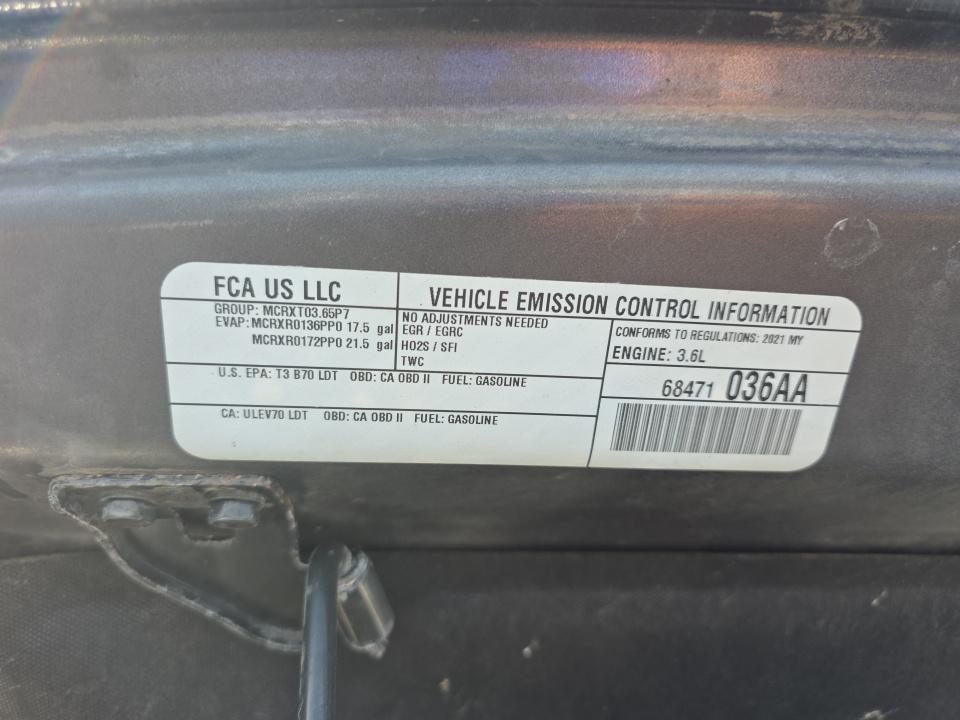 FCA US LLC
GROUP: MCRXT03.65P7
EVAP: MCRXR0136PP0 17.5 gal
MCRXR0172PP0 21.5 gal
VEHICLE EMISSION CONTROL INFORMATION
NO ADJUSTMENTS NEEDED
EGR / EGRC
HO2S / SFI
TWC
CONFORMS TO REGULATIONS: 2021 MY
ENGINE: 3.6L
U.S. EPA: T3 B70 LDT OBD: CA OBD II FUEL: GASOLINE
68471 036AA
CA: ULEV70 LDT OBD: CA OBD II FUEL: GASOLINE